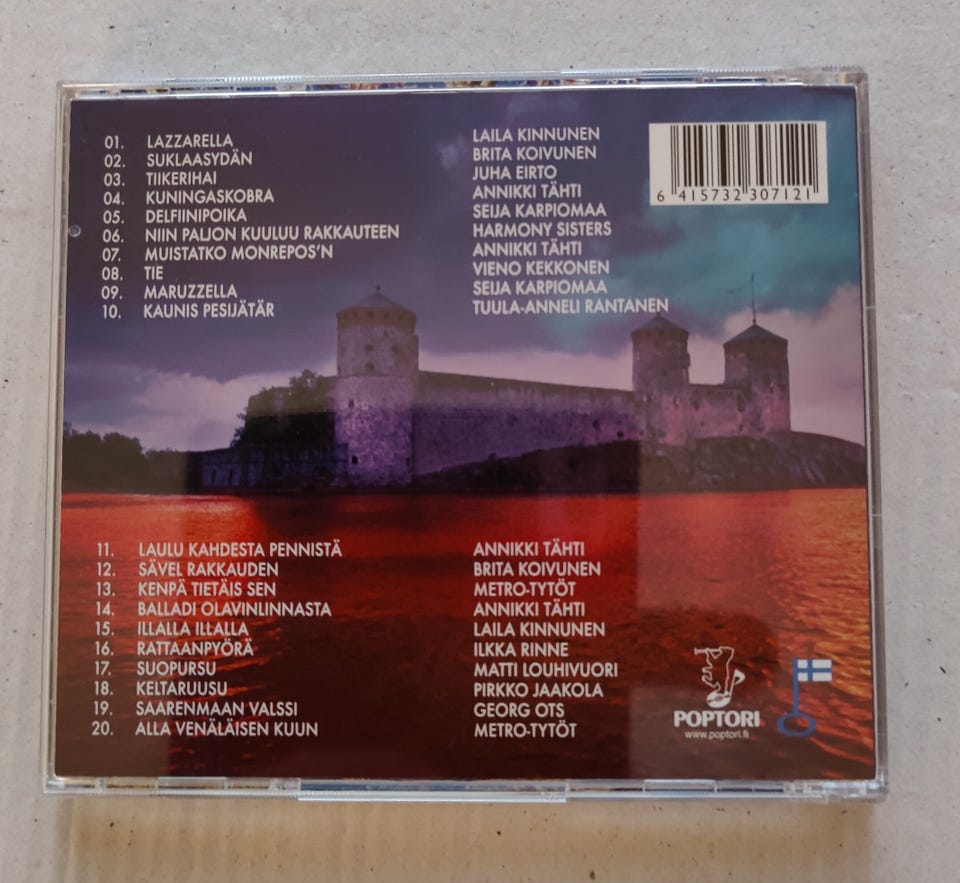 01. LAZZARELLA LAILA KINNUNEN
02. SUKLAASYDÄN BRITA KOIVUNEN
03. TIIKERIHAI JUHA EIRTO
04. KUNINGASKOBRA ANNIKKI TÄHTI
05. DELFIINIPOIKA SEIJA KARPIOMAA
06. NIIN PALJON KUULUU RAKKAUTEEN HARMONY SISTERS
07. MUISTATKO MONREPOS'N ANNIKKI TÄHTI
08. TIE VIENO KEKKONEN
09. MARUZZELLA SEIJA KARPIOMAA
10. KAUNIS PESIJÄTÄR TUULA-ANNELI RANTANEN
6 415732 307121
11. LAULU KAHDESTA PENNISTÄ ANNIKKI TÄHTI
12. SÄVEL RAKKAUDEN BRITA KOIVUNEN
13. KENPÄ TIETÄIS SEN METRO-TYTÖT
14. BALLADI OLAVINLINNASTA ANNIKKI TÄHTI
15. ILLALLA ILLALLA LAILA KINNUNEN
16. RATTAANPYÖRÄ ILKKA RINNE
17. SUOPURSU MATTI LOUHIVUORI
18. KELTARUUSU PIRKKO JAAKOLA
19. SAARENMAAN VALSSI GEORG OTS
20. ALLA VENÄLÄISEN KUUN METRO-TYTÖT
POPTORI
www.poptori.fi